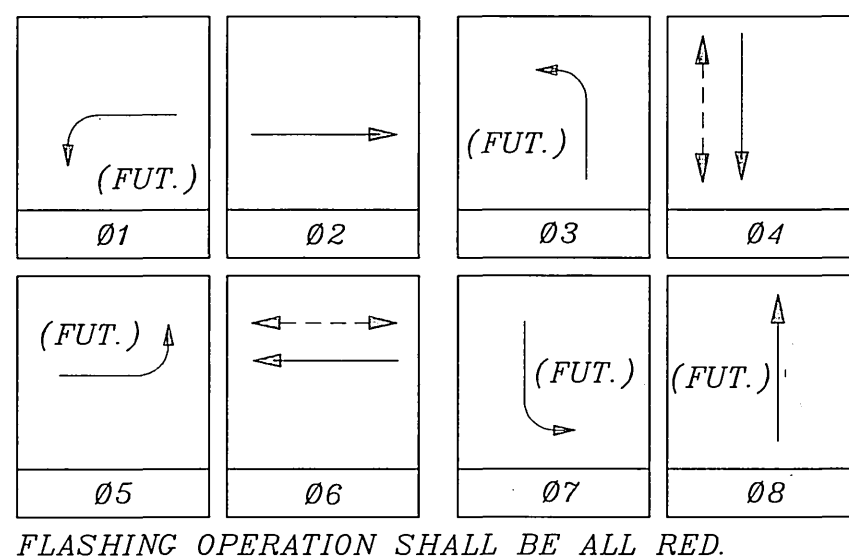 (FUT.) (FUT.)
Ø1 Ø2 Ø3 Ø4
(FUT.) (FUT.) (FUT.)
Ø5 Ø6 Ø7 Ø8
FLASHING OPERATION SHALL BE ALL RED.